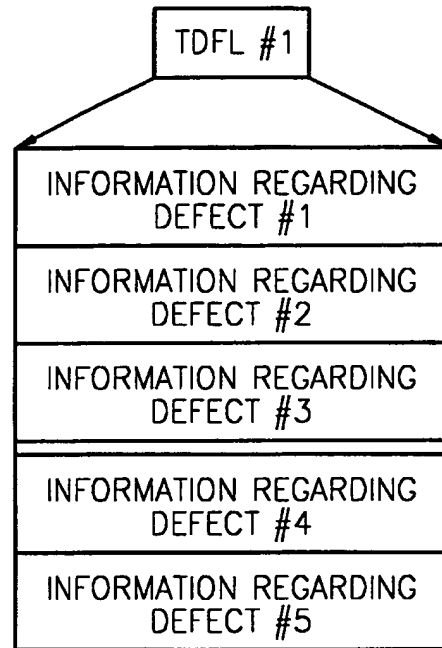 TDFL #1
INFORMATION REGARDING
DEFECT #1
INFORMATION REGARDING
DEFECT #2
INFORMATION REGARDING
DEFECT #3
INFORMATION REGARDING
DEFECT #4
INFORMATION REGARDING
DEFECT #5